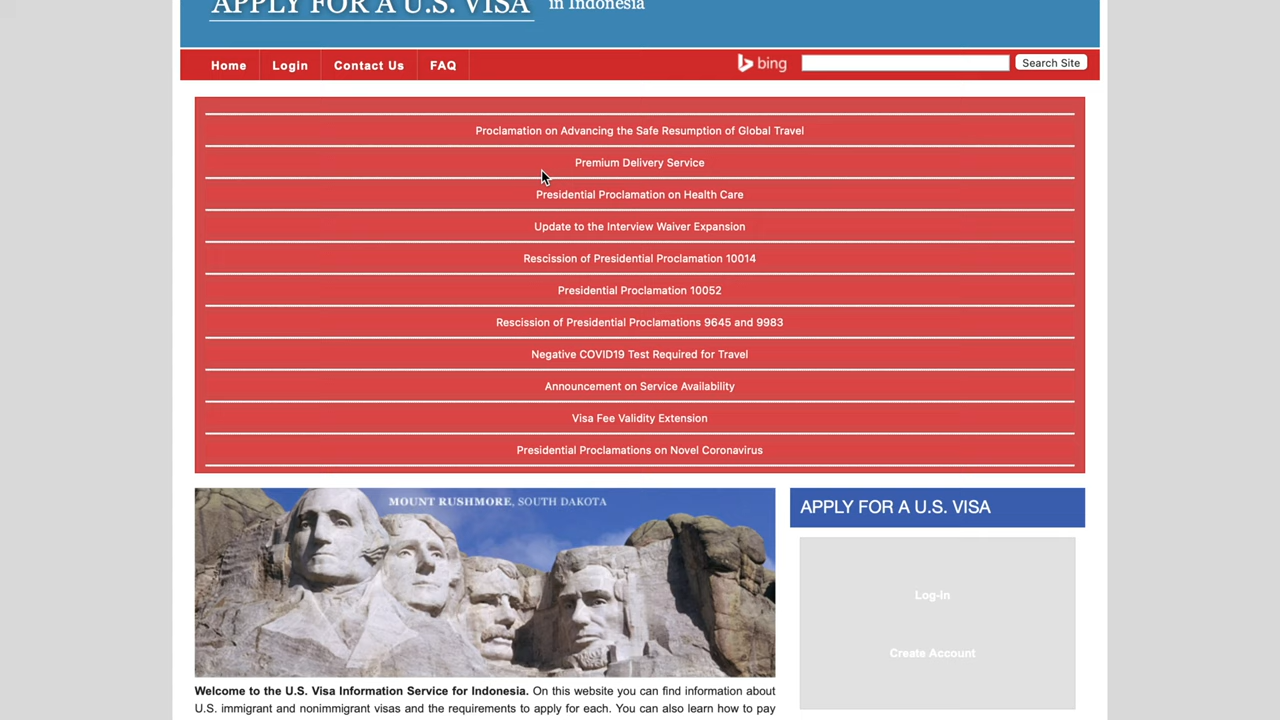 APPLY FOR A U.S. VISA in Indonesia
Home Login Contact Us FAQ bing Search Site
Proclamation on Advancing the Safe Resumption of Global Travel
Premium Delivery Service
Presidential Proclamation on Health Care
Update to the Interview Waiver Expansion
Rescission of Presidential Proclamation 10014
Presidential Proclamation 10052
Rescission of Presidential Proclamations 9645 and 9983
Negative COVID19 Test Required for Travel
Announcement on Service Availability
Visa Fee Validity Extension
Presidential Proclamations on Novel Coronavirus
MOUNT RUSHMORE, SOUTH DAKOTA
Welcome to the U.S. Visa Information Service for Indonesia. On this website you can find information about
U.S. immigrant and nonimmigrant visas and the requirements to apply for each. You can also learn how to pay
APPLY FOR A U.S. VISA
Log-In
Create Account